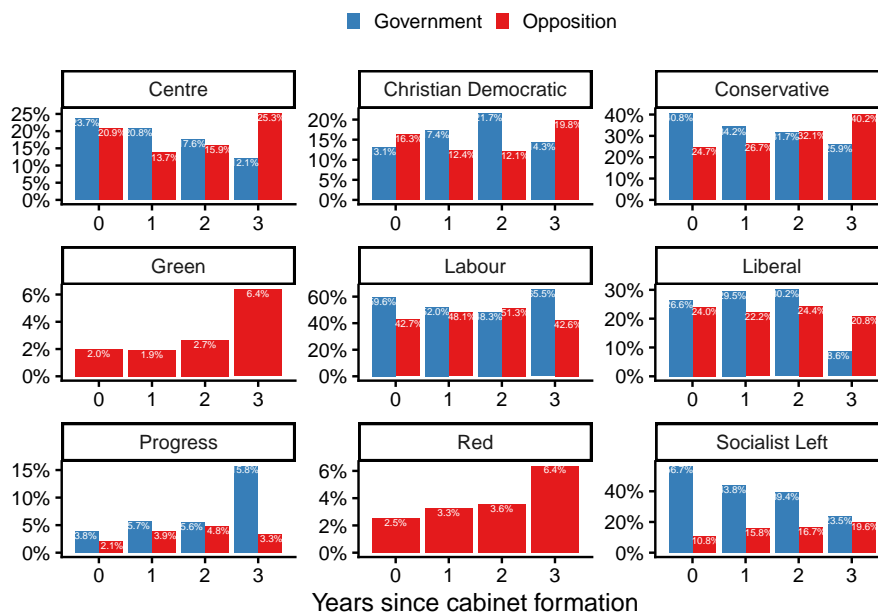 Government Opposition
Centre
25%
20%
15%
10%
5%
0%
23.7% 20.9% 20.8% 13.7% 17.6% 15.9% 12.1% 25.3%
0 1 2 3
Christian Democratic
20%
15%
10%
5%
0%
13.1% 16.3% 17.4% 12.4% 21.7% 12.1% 14.3% 19.8%
0 1 2 3
Conservative
40%
30%
20%
10%
0%
40.8% 24.7% 34.2% 26.7% 31.7% 32.1% 25.9% 40.2%
0 1 2 3
Green
6%
4%
2%
0%
2.0% 1.9% 2.7% 6.4%
0 1 2 3
Labour
60%
40%
20%
0%
59.6% 42.7% 52.0% 48.1% 48.3% 51.3% 65.5% 42.6%
0 1 2 3
Liberal
30%
20%
10%
0%
26.6% 24.0% 29.5% 22.2% 30.2% 24.4% 8.6% 20.8%
0 1 2 3
Progress
15%
10%
5%
0%
3.8% 2.1% 5.7% 3.9% 5.6% 4.8% 15.8% 3.3%
0 1 2 3
Red
6%
4%
2%
0%
2.5% 3.3% 3.6% 6.4%
0 1 2 3
Socialist Left
40%
20%
0%
56.7% 10.8% 43.8% 15.8% 39.4% 16.7% 23.5% 19.6%
0 1 2 3
Years since cabinet formation